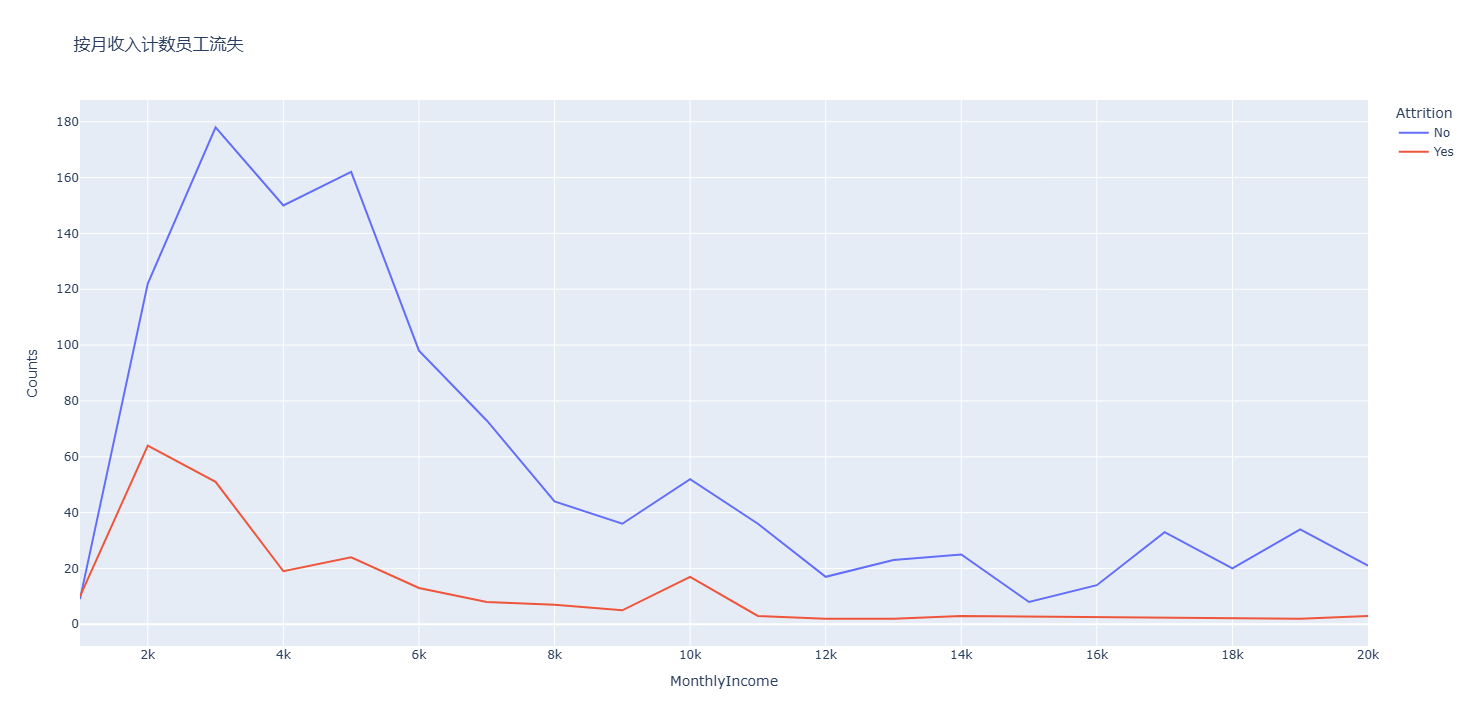 按月收入计数员工流失
Attrition
No
Yes
Counts
180
160
140
120
100
80
60
40
20
0
2k 4k 6k 8k 10k 12k 14k 16k 18k 20k
MonthlyIncome